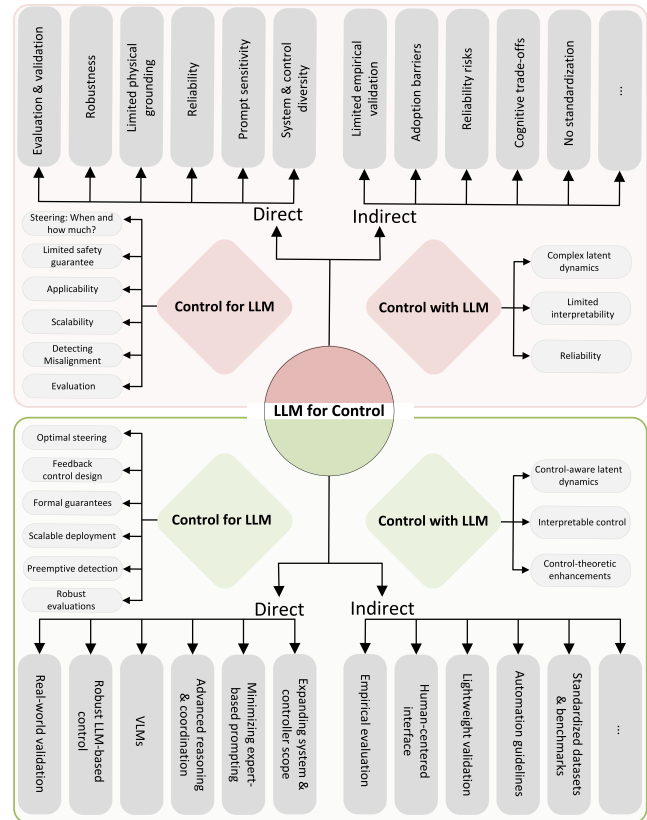 Evaluation & validation
Robustness
Limited physical
grounding
Reliability
Prompt sensitivity
System & control
diversity
Limited empirical
validation
Adoption barriers
Reliability risks
Cognitive trade-offs
No standardization
...
Direct
Indirect
Steering: When and
how much?
Limited safety
guarantee
Applicability
Scalability
Detecting
Misalignment
Evaluation
Control for LLM
Control with LLM
Complex latent
dynamics
Limited
interpretability
Reliability
LLM for Control
Optimal steering
Feedback
control design
Formal guarantees
Scalable deployment
Preemptive detection
Robust
evaluations
Control for LLM
Control with LLM
Control-aware latent
dynamics
Interpretable control
Control-theoretic
enhancements
Direct
Indirect
Real-world validation
Robust LLM-based
control
VLMs
Advanced reasoning
& coordination
Minimizing expert-
based prompting
Expanding system &
controller scope
Empirical evaluation
Human-centered
interface
Lightweight validation
Automation guidelines
Standardized datasets
& benchmarks
...